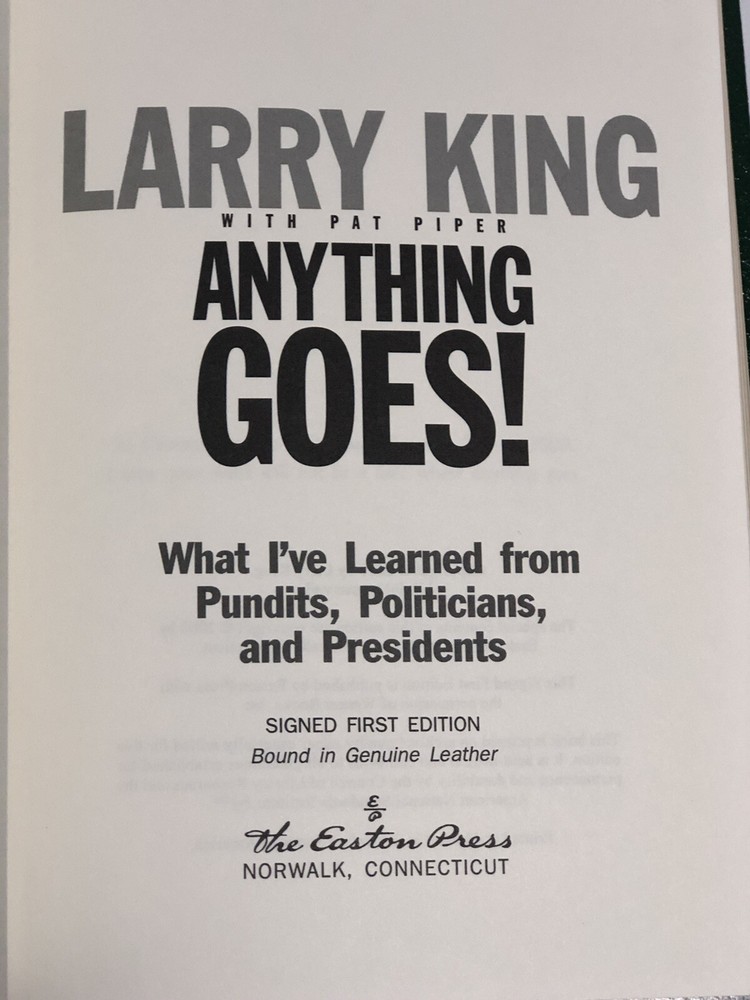 LARRY KING
WITH PAT PIPER
ANYTHING
GOES!
What I've Learned from
Pundits, Politicians,
and Presidents
SIGNED FIRST EDITION
Bound in Genuine Leather
E
P
The Easton Press
NORWALK, CONNECTICUT